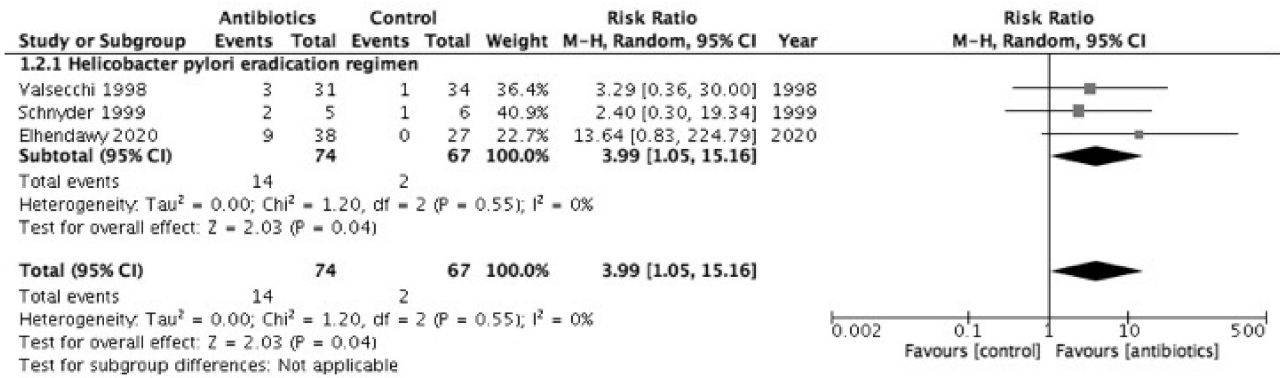 Antibiotics Control Risk Ratio Risk Ratio
Study or Subgroup Events Total Events Total Weight M-H, Random, 95% CI Year M-H, Random, 95% CI
1.2.1 Helicobacter pylori eradication regimen
Valsecchi 1998 3 31 1 34 36.4% 3.29 [0.36, 30.00] 1998
Schnyder 1999 2 5 1 6 40.9% 2.40 [0.30, 19.34] 1999
Elhendawy 2020 9 38 0 27 22.7% 13.64 [0.83, 224.79] 2020
Subtotal (95% CI) 74 67 100.0% 3.99 [1.05, 15.16]
Total events 14 2
Heterogeneity: Tau² = 0.00; Chi² = 1.20, df = 2 (P = 0.55); I² = 0%
Test for overall effect: Z = 2.03 (P = 0.04)
Total (95% CI) 74 67 100.0% 3.99 [1.05, 15.16]
Total events 14 2
Heterogeneity: Tau² = 0.00; Chi² = 1.20, df = 2 (P = 0.55); I² = 0%
Test for overall effect: Z = 2.03 (P = 0.04)
Test for subgroup differences: Not applicable
0.002 0.1 1 10 500
Favours [control] Favours [antibiotics]